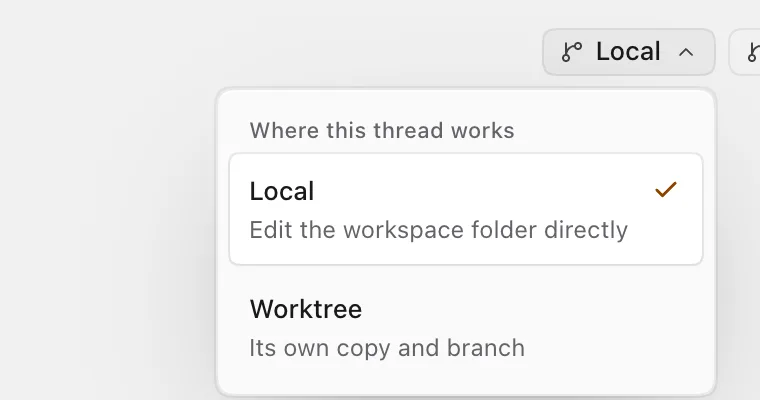 Local
Where this thread works
Local
Edit the workspace folder directly
Worktree
Its own copy and branch